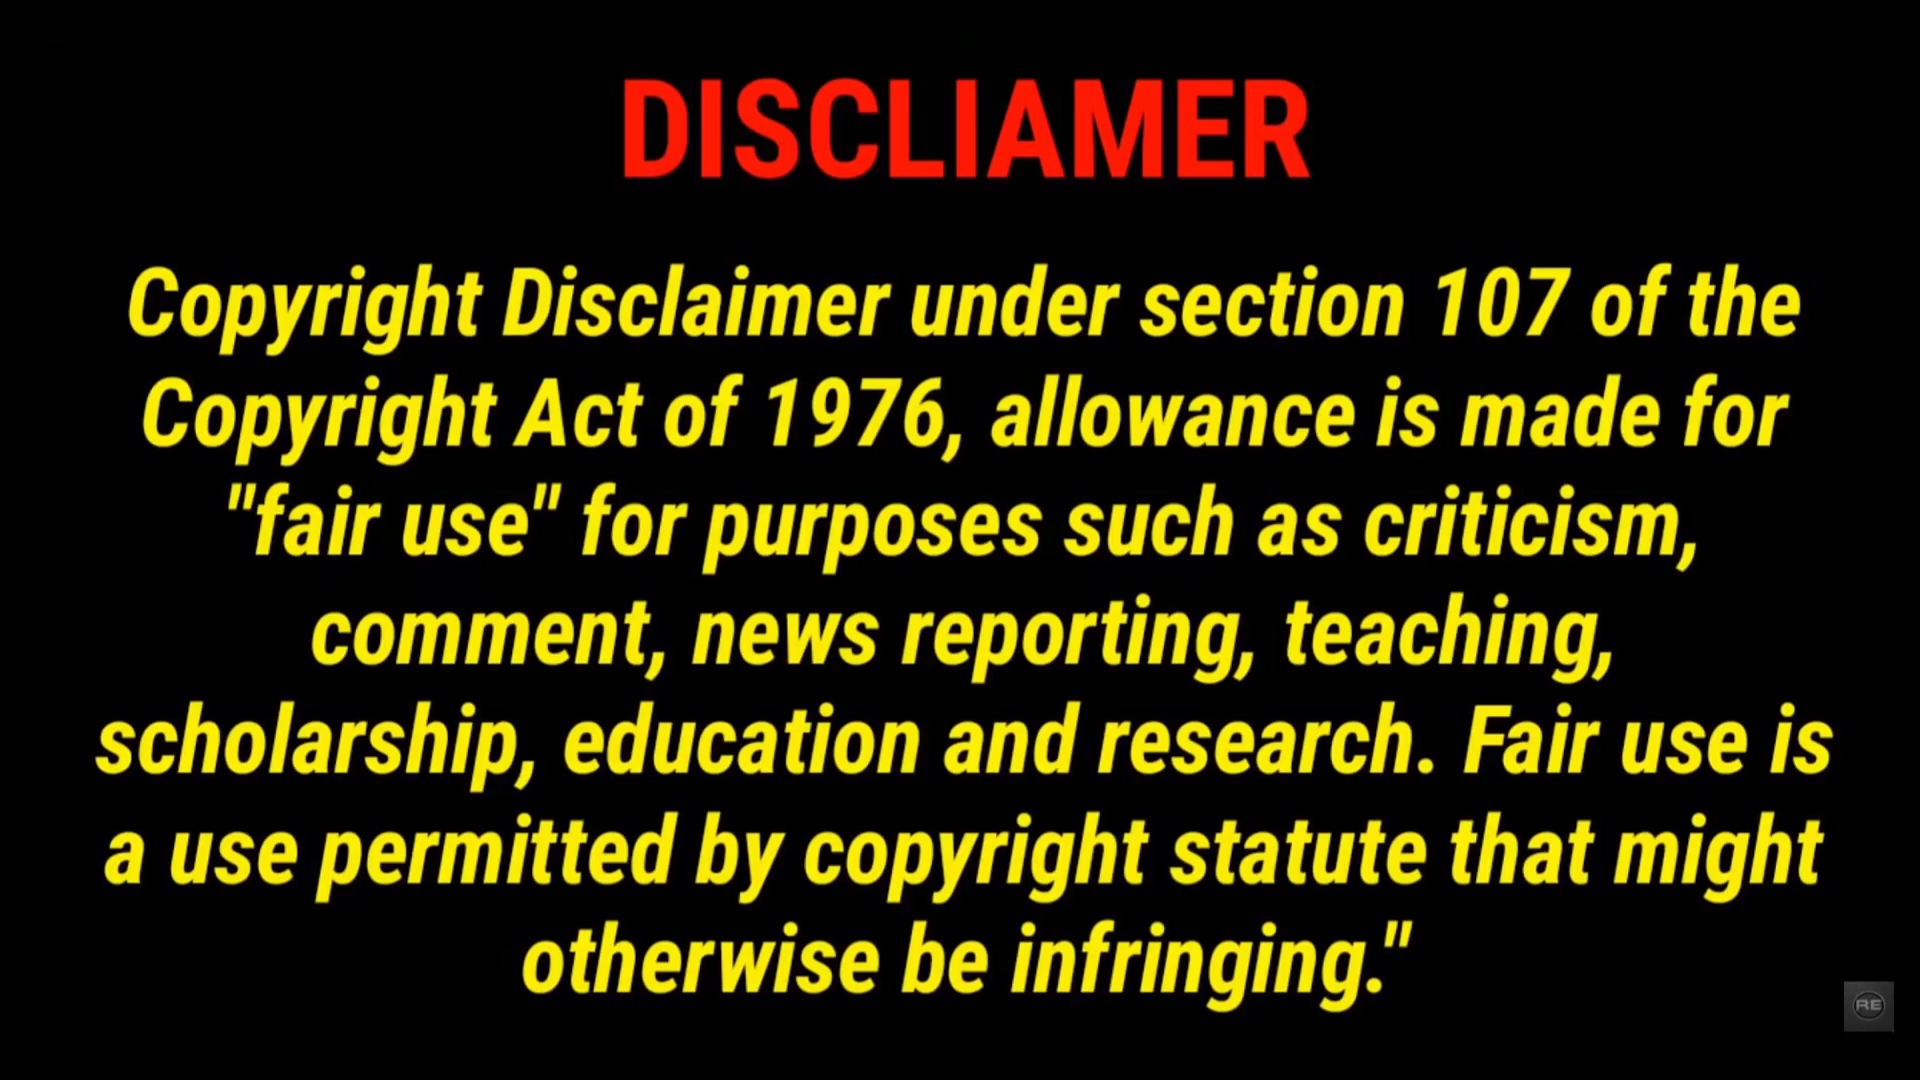 DISCLIAMER
Copyright Disclaimer under section 107 of the
Copyright Act of 1976, allowance is made for
"fair use" for purposes such as criticism,
comment, news reporting, teaching,
scholarship, education and research. Fair use is
a use permitted by copyright statute that might
otherwise be infringing."
RE